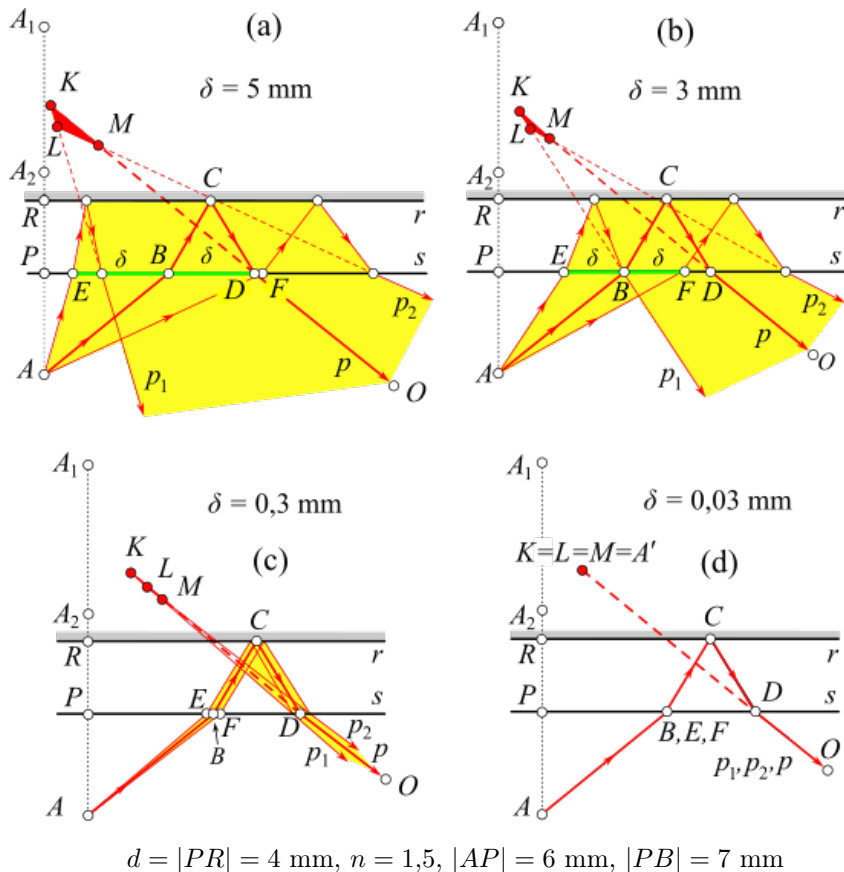 A₁
(a)
K
δ = 5 mm
L
M
A₂
C
R
r
P
δ
B
δ
s
E
D
F
p₂
A
p₁
p
O
A₁
(b)
K
δ = 3 mm
L
M
A₂
C
R
r
P
E
δ
δ
s
B
F
D
p₂
A
p₁
p
O
A₁
δ = 0,3 mm
K
L
(c)
M
A₂
C
R
r
P
E
F
D
s
B
p₁
p₂
p
O
A
A₁
δ = 0,03 mm
K=L=M=A'
(d)
A₂
C
R
r
P
D
s
B,E,F
p₁,p₂,p
O
A
d = |PR| = 4 mm, n = 1,5, |AP| = 6 mm, |PB| = 7 mm